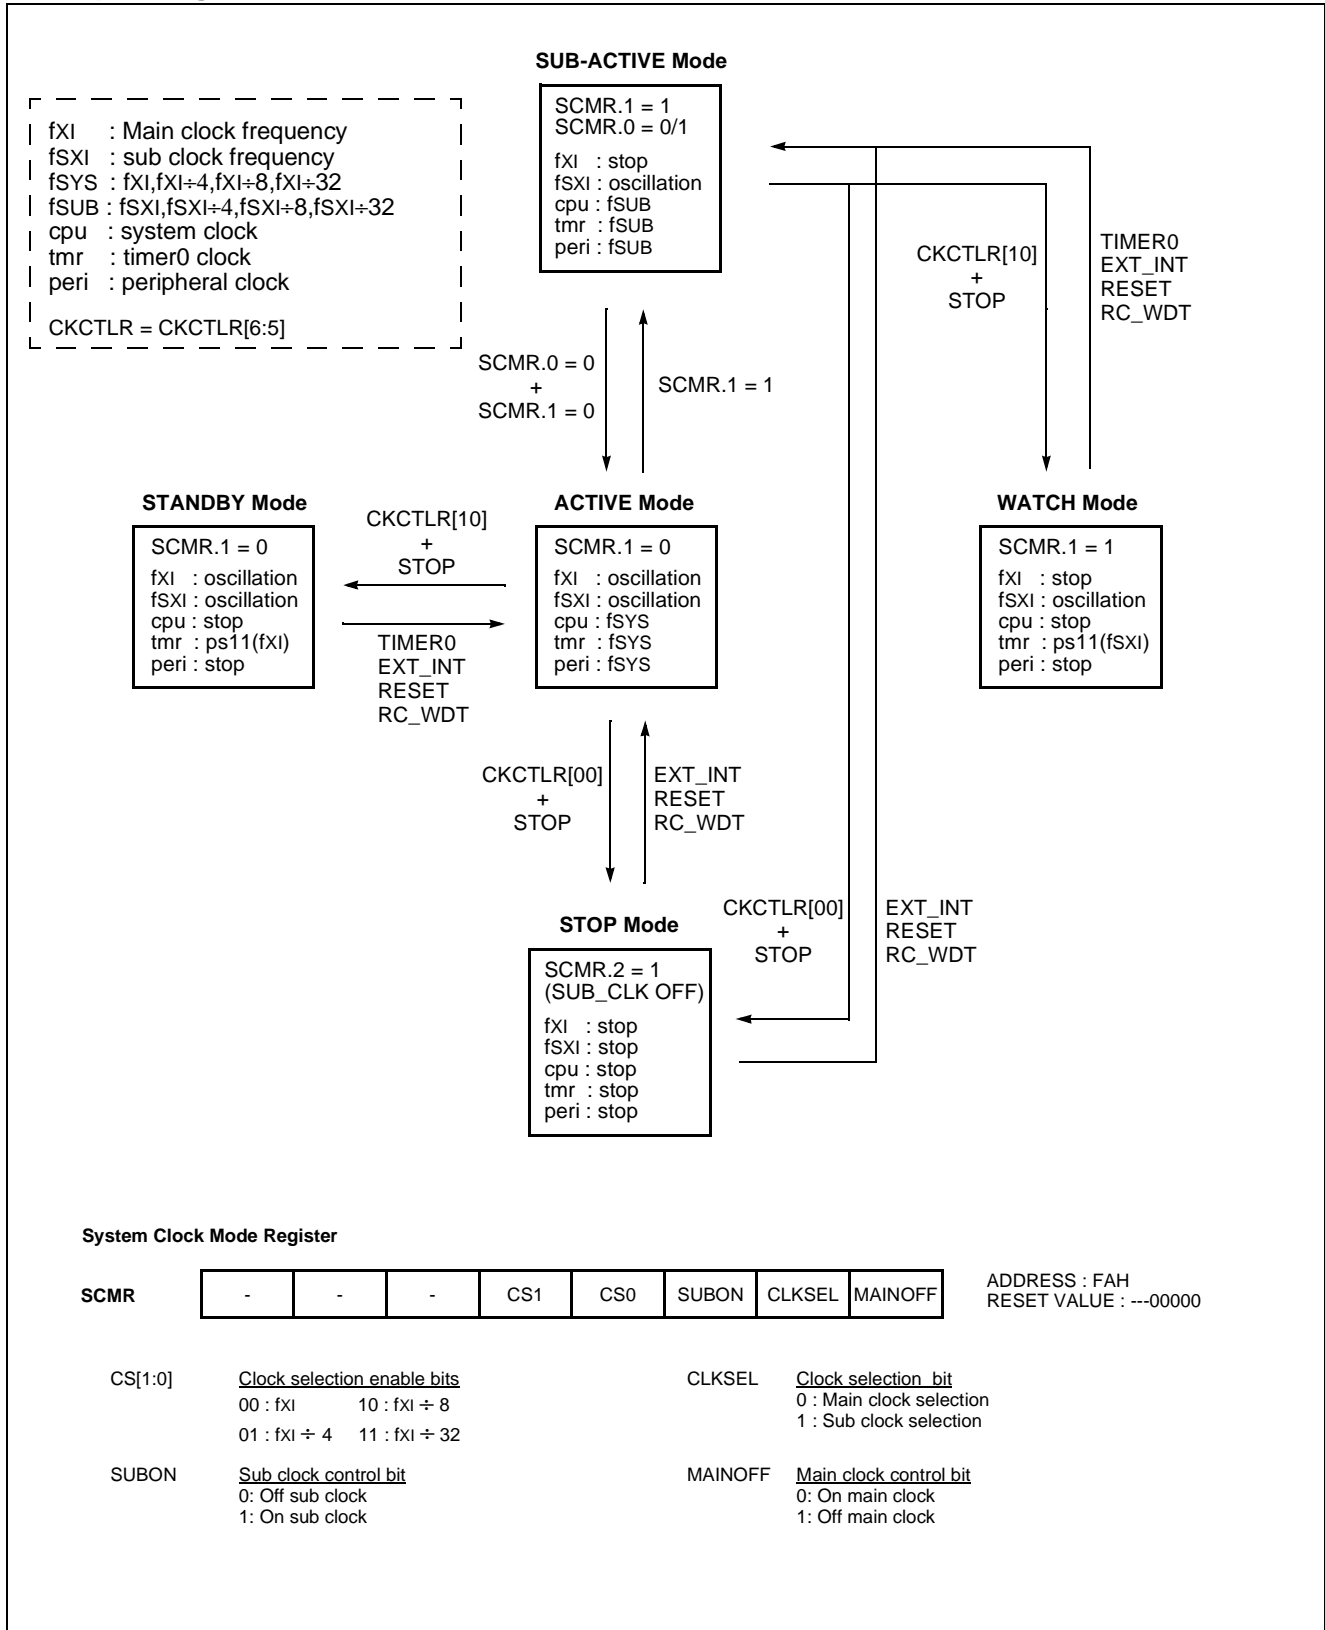 SUB-ACTIVE Mode
SCMR.1 = 1
SCMR.0 = 0/1
fXI : stop
fSXI : oscillation
cpu : fSUB
tmr : fSUB
peri : fSUB
fXI : Main clock frequency
fSXI : sub clock frequency
fSYS : fXI,fXI÷4,fXI÷8,fXI÷32
fSUB : fSXI,fSXI÷4,fSXI÷8,fSXI÷32
cpu : system clock
tmr : timer0 clock
peri : peripheral clock
CKCTLR = CKCTLR[6:5]
CKCTLR[10]
+
STOP
TIMER0
EXT_INT
RESET
RC_WDT
SCMR.0 = 0
+
SCMR.1 = 0
SCMR.1 = 1
STANDBY Mode
SCMR.1 = 0
fXI : oscillation
fSXI : oscillation
cpu : stop
tmr : ps11(fXI)
peri : stop
CKCTLR[10]
+
STOP
TIMER0
EXT_INT
RESET
RC_WDT
ACTIVE Mode
SCMR.1 = 0
fXI : oscillation
fSXI : oscillation
cpu : fSYS
tmr : fSYS
peri : fSYS
WATCH Mode
SCMR.1 = 1
fXI : stop
fSXI : oscillation
cpu : stop
tmr : ps11(fSXI)
peri : stop
CKCTLR[00]
+
STOP
EXT_INT
RESET
RC_WDT
STOP Mode
SCMR.2 = 1
(SUB_CLK OFF)
fXI : stop
fSXI : stop
cpu : stop
tmr : stop
peri : stop
CKCTLR[00]
+
STOP
EXT_INT
RESET
RC_WDT
System Clock Mode Register
SCMR - - - CS1 CS0 SUBON CLKSEL MAINOFF
ADDRESS : FAH
RESET VALUE : ---00000
CS[1:0] Clock selection enable bits
00 : fXI 10 : fXI ÷ 8
01 : fXI ÷ 4 11 : fXI ÷ 32
CLKSEL Clock selection bit
0 : Main clock selection
1 : Sub clock selection
SUBON Sub clock control bit
0: Off sub clock
1: On sub clock
MAINOFF Main clock control bit
0: On main clock
1: Off main clock